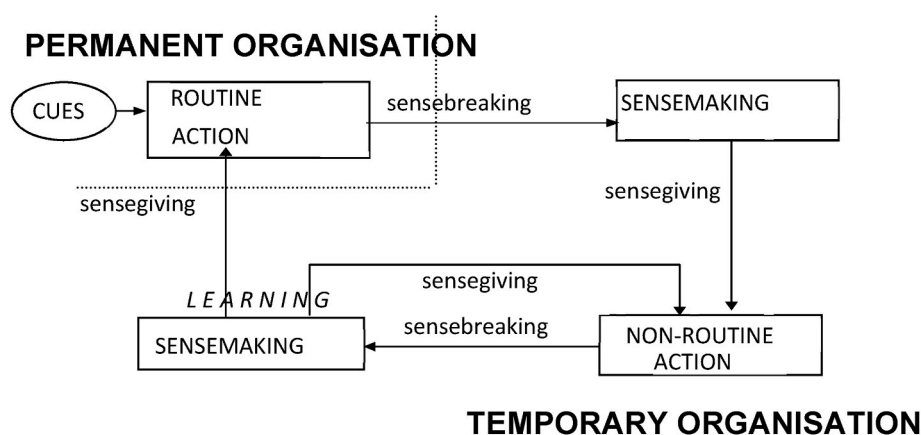 PERMANENT ORGANISATION
CUES
ROUTINE
ACTION
sensebreaking
SENSEMAKING
sensegiving
sensegiving
sensegiving
LEARNING
sensebreaking
SENSEMAKING
NON-ROUTINE
ACTION
TEMPORARY ORGANISATION